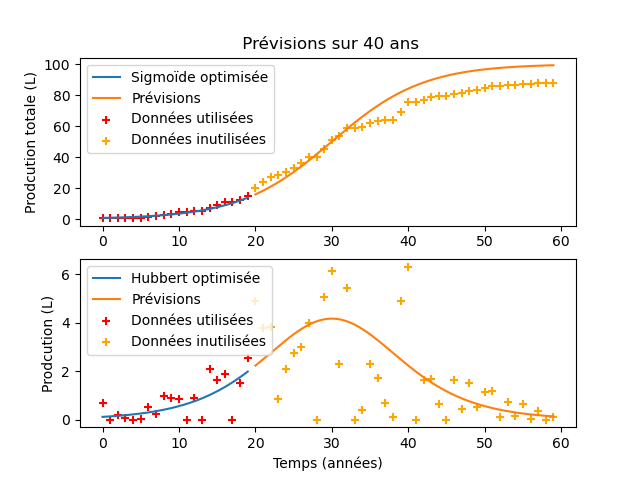 Prévisions sur 40 ans
Prodcution totale (L)
100
80
60
40
20
0
Sigmoïde optimisée
Prévisions
Données utilisées
Données inutilisées
0 10 20 30 40 50 60
Prodcution (L)
6
4
2
0
Hubbert optimisée
Prévisions
Données utilisées
Données inutilisées
0 10 20 30 40 50 60
Temps (années)